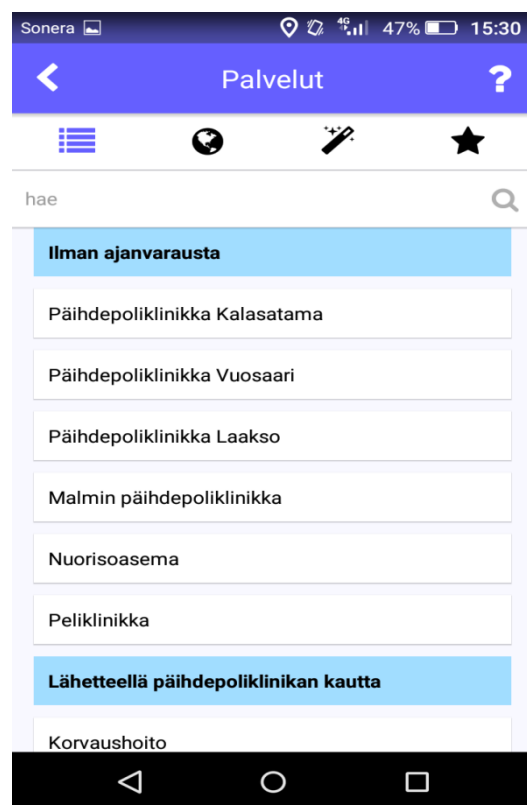 Sonera 4G 47% 15:30
Palvelut ?
hae
Ilman ajanvarausta
Päihdepoliklinikka Kalasatama
Päihdepoliklinikka Vuosaari
Päihdepoliklinikka Laakso
Malmin päihdepoliklinikka
Nuorisoasema
Peliklinikka
Lähetteellä päihdepoliklinikan kautta
Korvaushoito